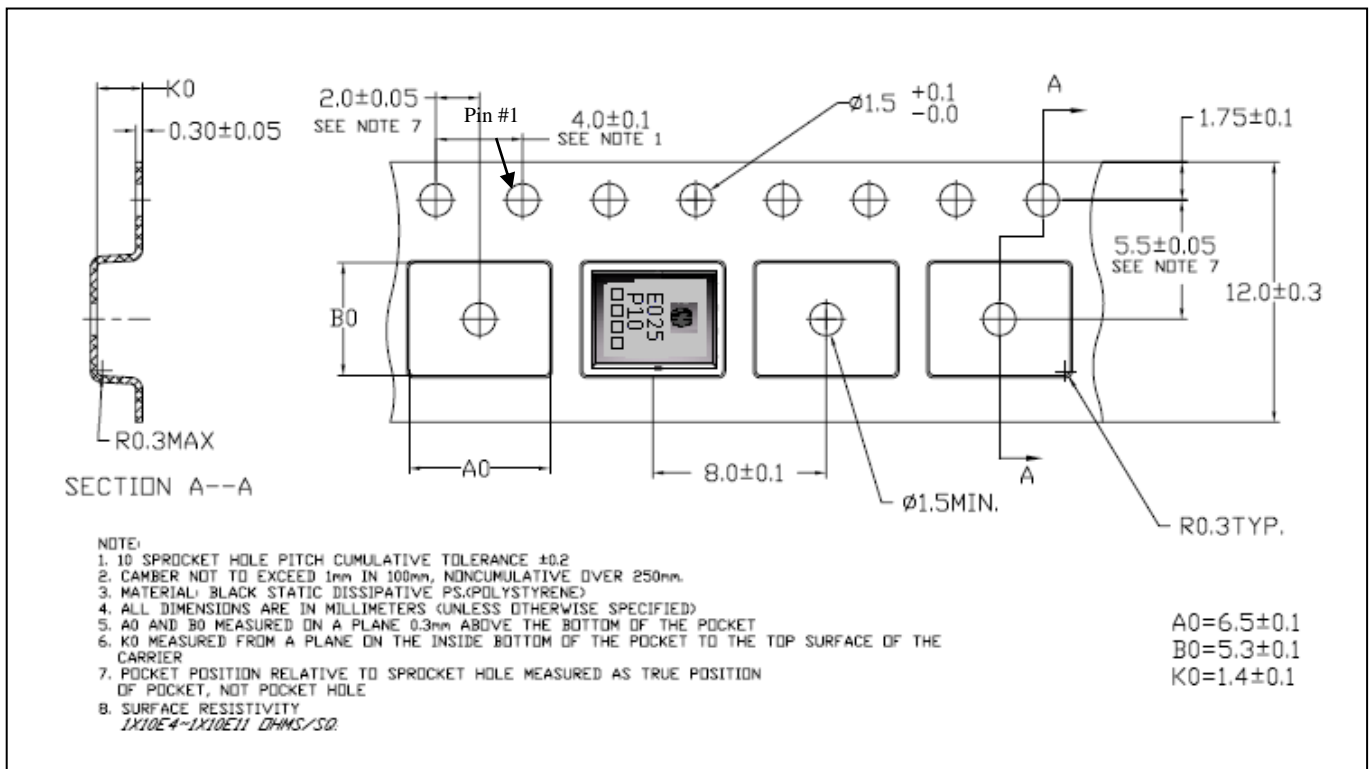 K0
0.30±0.05
2.0±0.05
SEE NOTE 7
Pin #1
4.0±0.1
SEE NOTE 1
Ø1.5 +0.1
-0.0
A
1.75±0.1
5.5±0.05
SEE NOTE 7
12.0±0.3
B0
E025
P10
□□□□
R0.3MAX
A0
8.0±0.1
Ø1.5MIN.
A
R0.3TYP.
SECTION A--A
NOTE:
1. 10 SPROCKET HOLE PITCH CUMULATIVE TOLERANCE ±0.2
2. CAMBER NOT TO EXCEED 1mm IN 100mm, NONCUMULATIVE OVER 250mm.
3. MATERIAL: BLACK STATIC DISSIPATIVE PS.(POLYSTYRENE)
4. ALL DIMENSIONS ARE IN MILLIMETERS (UNLESS OTHERWISE SPECIFIED)
5. A0 AND B0 MEASURED ON A PLANE 0.3mm ABOVE THE BOTTOM OF THE POCKET
6. K0 MEASURED FROM A PLANE ON THE INSIDE BOTTOM OF THE POCKET TO THE TOP SURFACE OF THE
CARRIER
7. POCKET POSITION RELATIVE TO SPROCKET HOLE MEASURED AS TRUE POSITION
OF POCKET, NOT POCKET HOLE
8. SURFACE RESISTIVITY
1X10E4~1X10E11 OHMS/SQ.
A0=6.5±0.1
B0=5.3±0.1
K0=1.4±0.1